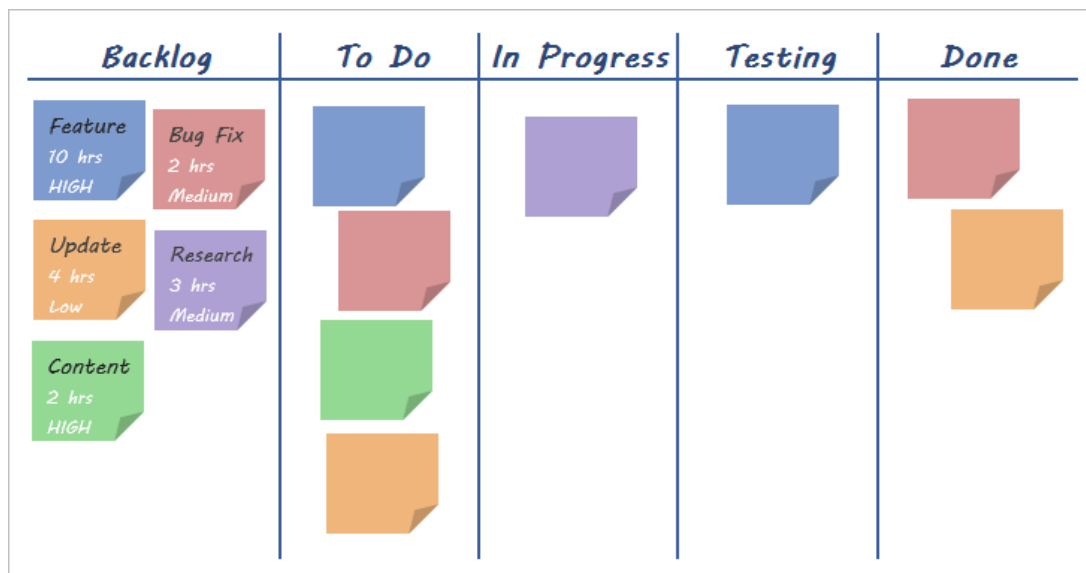 Backlog
To Do
In Progress
Testing
Done
Feature
10 hrs
HIGH
Bug Fix
2 hrs
Medium
Update
4 hrs
Low
Research
3 hrs
Medium
Content
2 hrs
HIGH